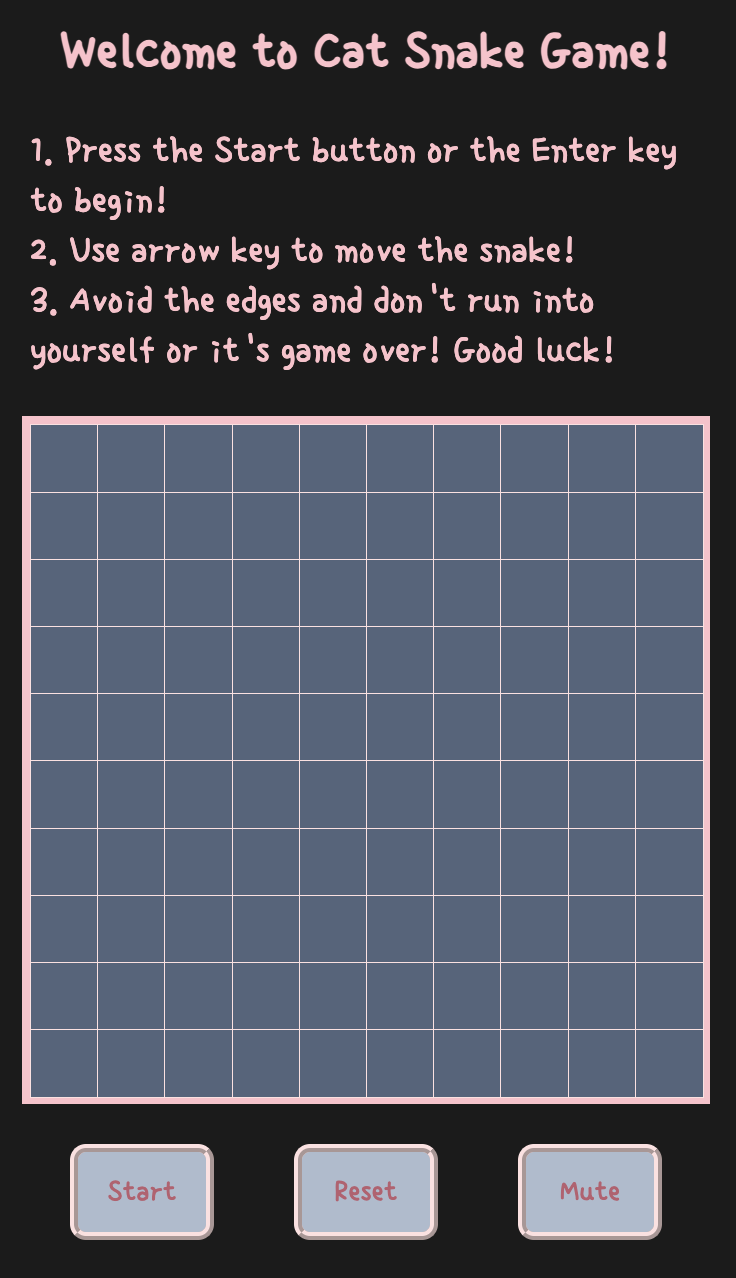 Welcome to Cat Snake Game!
1. Press the Start button or the Enter key
to begin!
2. Use arrow key to move the snake!
3. Avoid the edges and don't run into
yourself or it's game over! Good luck!
Start
Reset
Mute